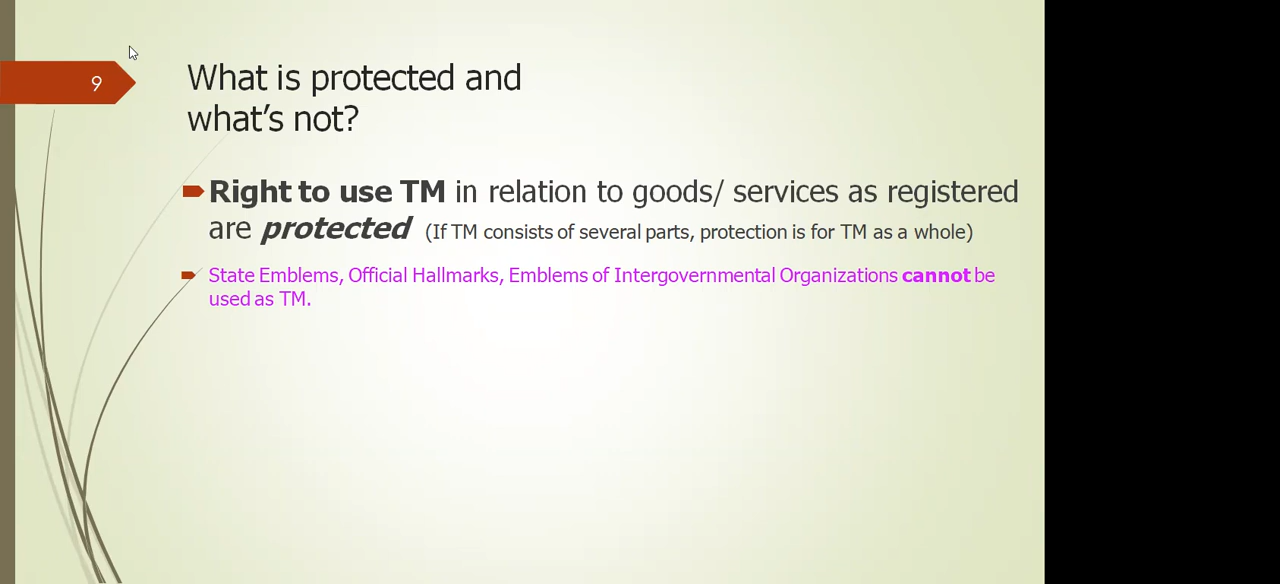 9
What is protected and
what’s not?
Right to use TM in relation to goods/ services as registered
are protected (If TM consists of several parts, protection is for TM as a whole)
State Emblems, Official Hallmarks, Emblems of Intergovernmental Organizations cannot be
used as TM.